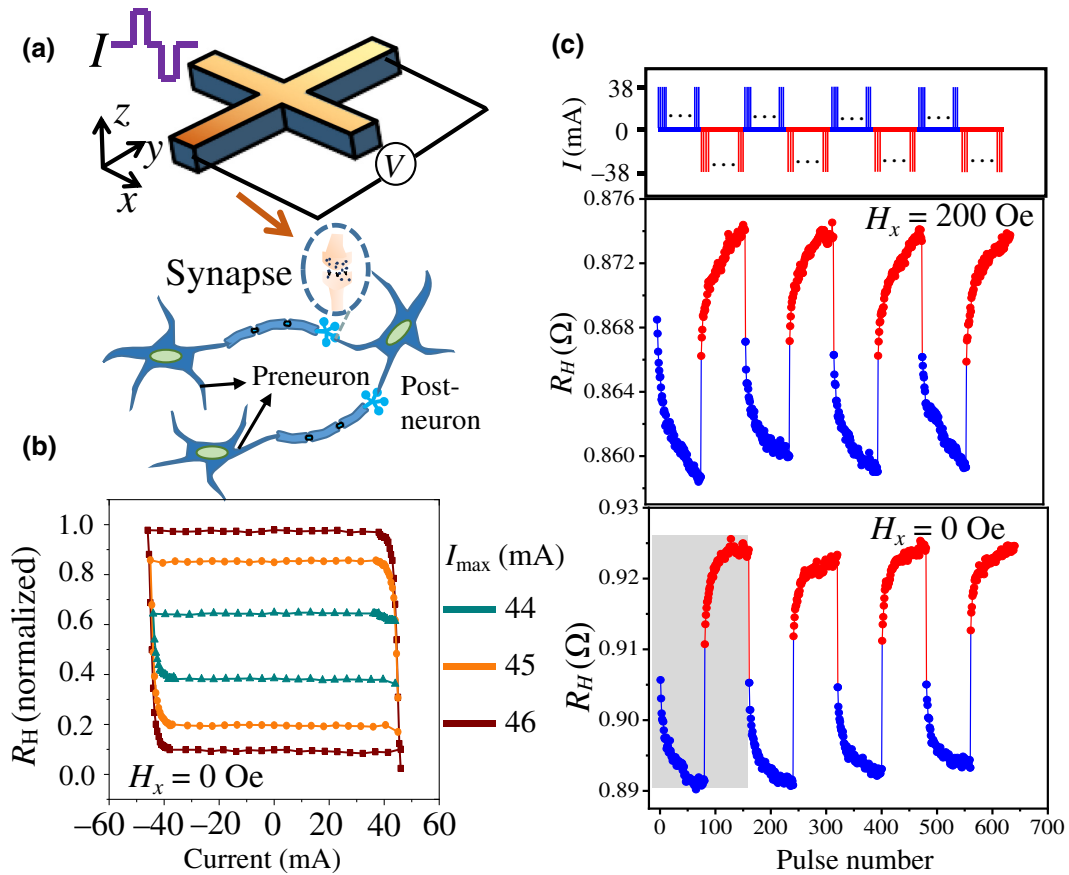 (a)
I
z
y
x
V
Synapse
Preneuron
Post-
neuron
(b)
R_H (normalized)
1.0
0.8
0.6
0.4
0.2
0.0
H_x = 0 Oe
−60 −40 −20 0 20 40 60
Current (mA)
I_max (mA)
44
45
46
(c)
I (mA)
38
0
−38
... ... ... ...
... ... ... ...
H_x = 200 Oe
R_H (Ω)
0.876
0.872
0.868
0.864
0.860
H_x = 0 Oe
R_H (Ω)
0.93
0.92
0.91
0.90
0.89
0 100 200 300 400 500 600 700
Pulse number